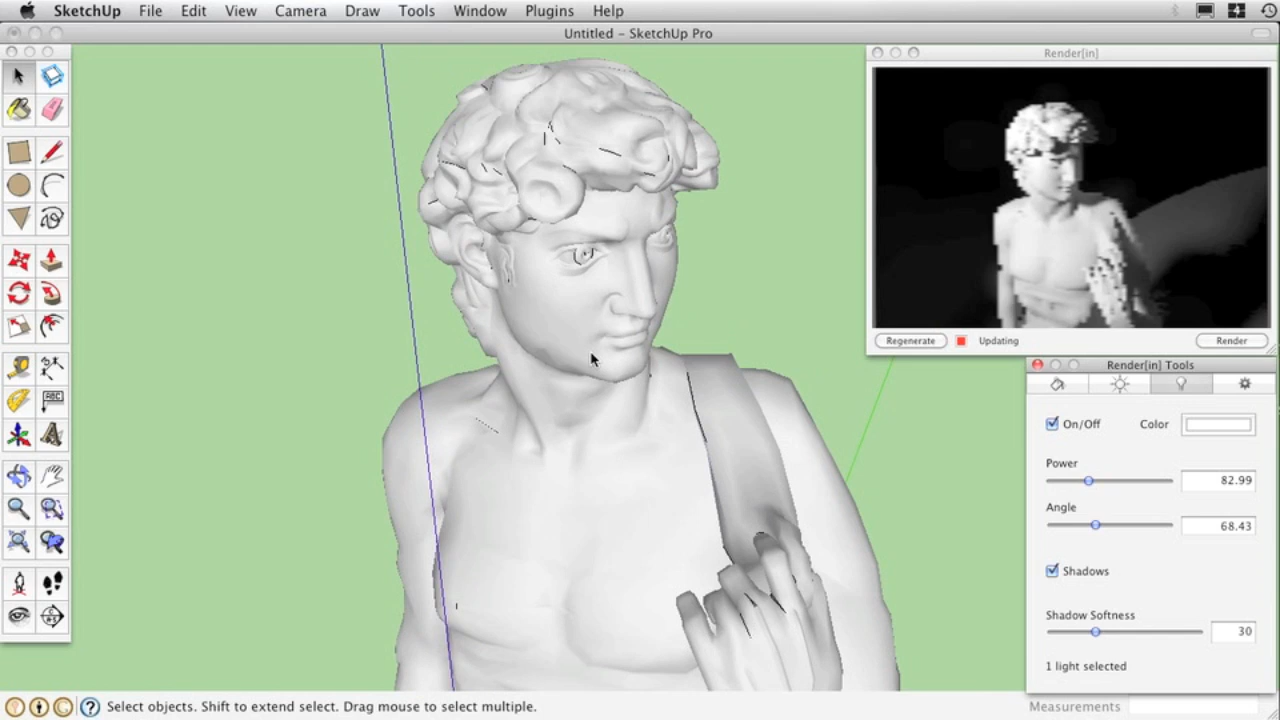 SketchUp File Edit View Camera Draw Tools Window Plugins Help
Untitled – SketchUp Pro
Render[in]
Regenerate Updating Render
Render[in] Tools
On/Off Color
Power
82.99
Angle
68.43
Shadows
Shadow Softness
30
1 light selected
ABC
A
Select objects. Shift to extend select. Drag mouse to select multiple.
Measurements